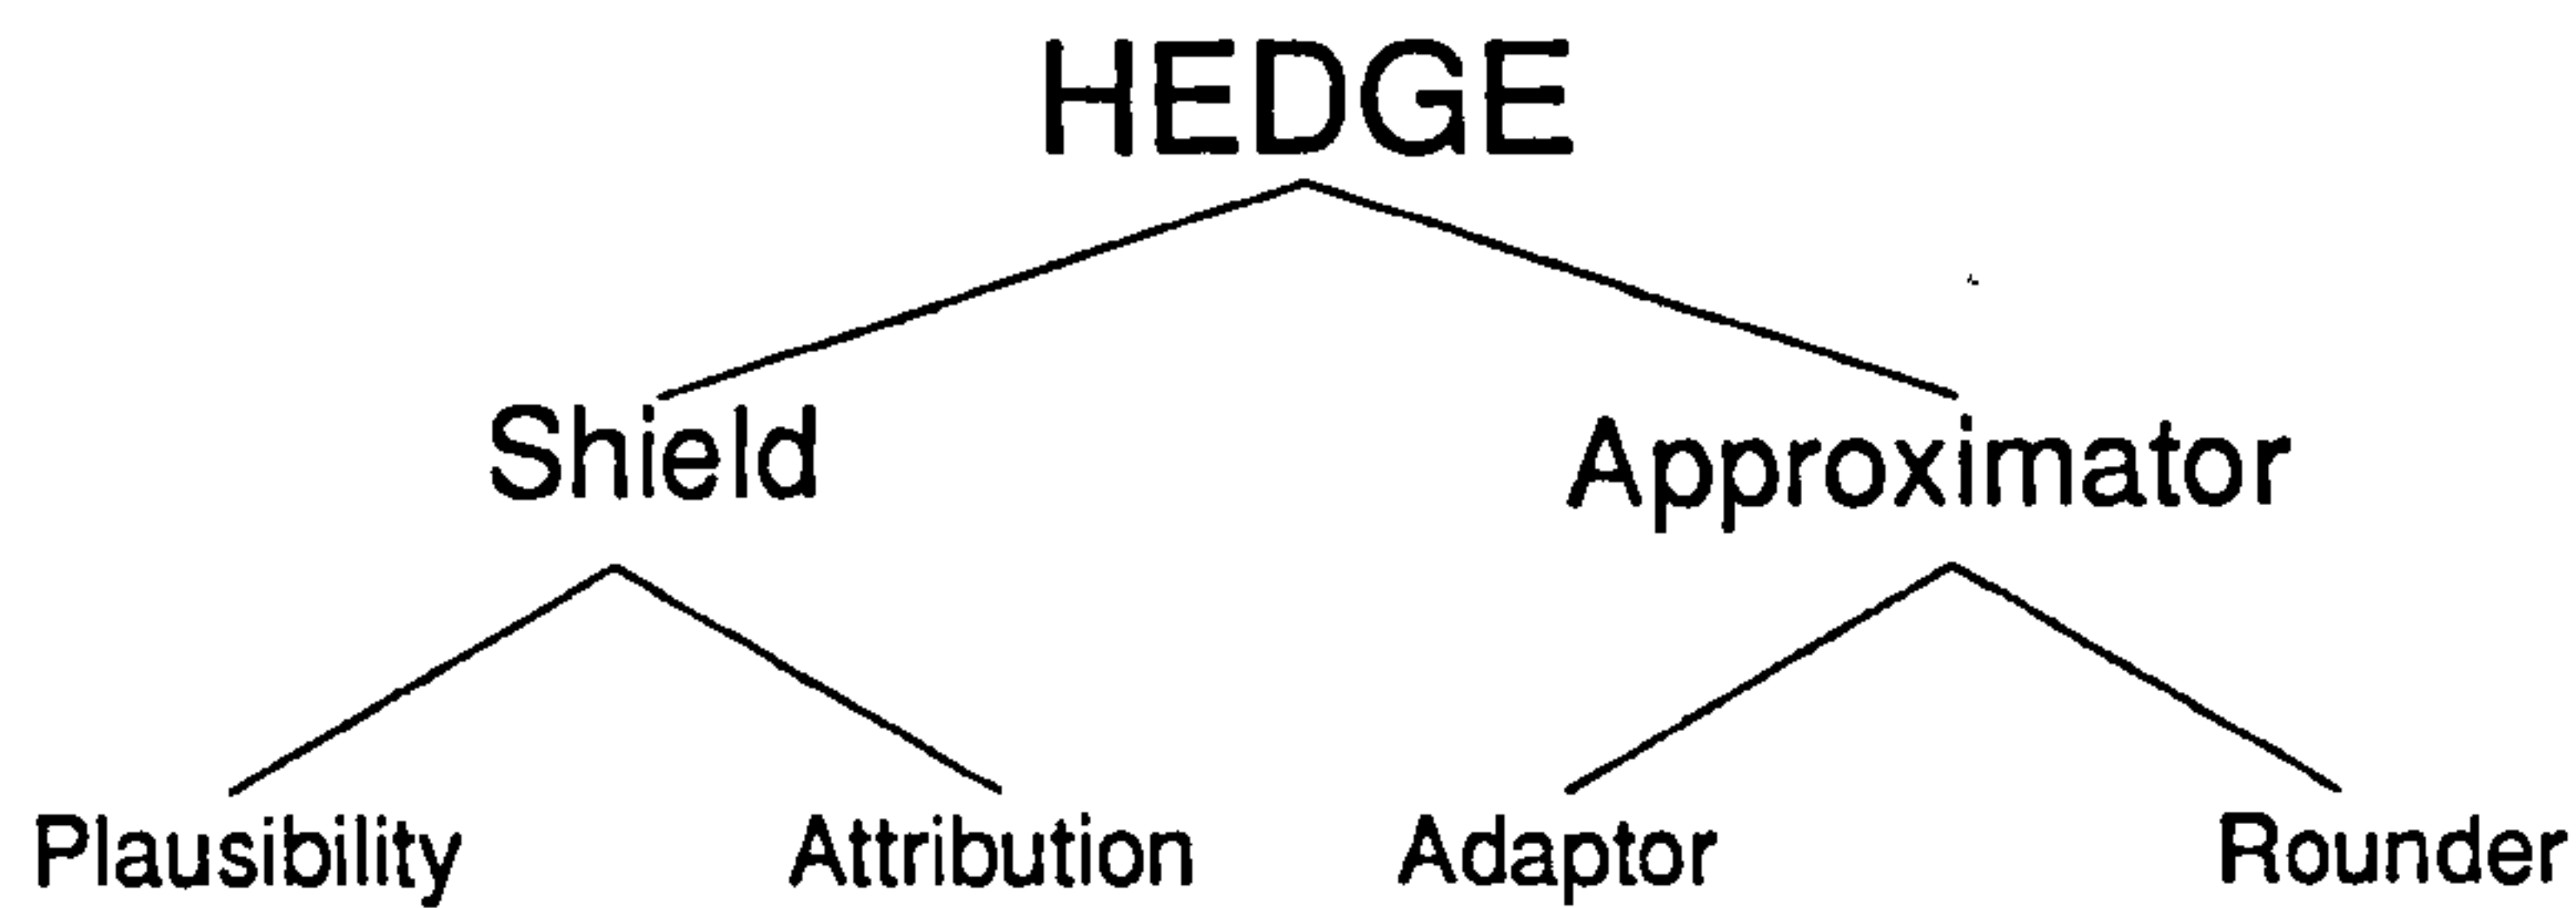 HEDGE
Shield Approximator
Plausibility Attribution Adaptor Rounder